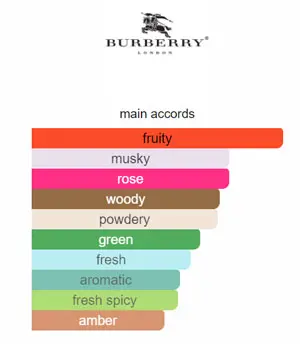 BURBERRY®
LONDON
main accords
fruity
musky
rose
woody
powdery
green
fresh
aromatic
fresh spicy
amber